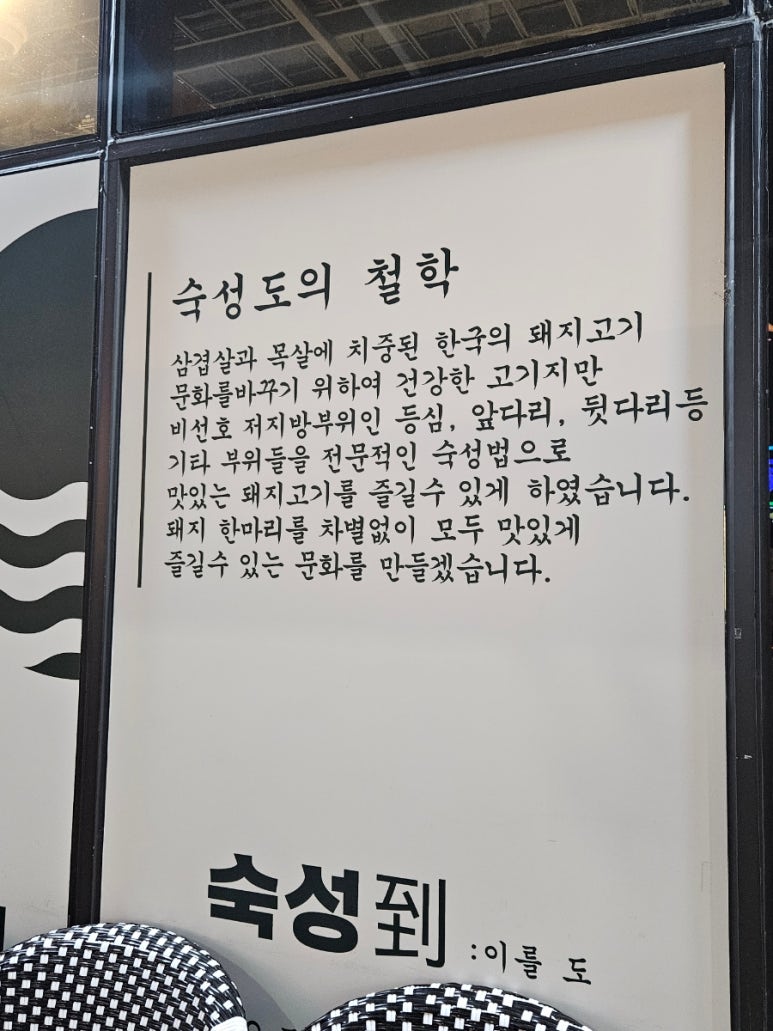 숙성도의 철학
삼겹살과 목살에 치중된 한국의 돼지고기
문화를바꾸기 위하여 건강한 고기지만
비선호 저지방부위인 등심, 앞다리, 뒷다리등
기타 부위들을 전문적인 숙성법으로
맛있는 돼지고기를 즐길수 있게 하였습니다.
돼지 한마리를 차별없이 모두 맛있게
즐길수 있는 문화를 만들겠습니다.
숙성到 :이를 도